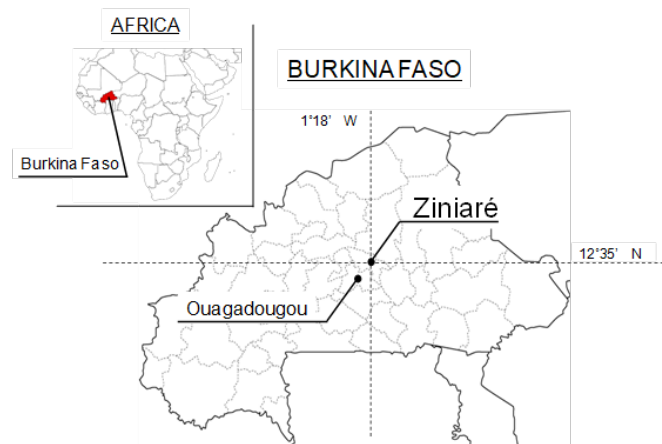 AFRICA
Burkina Faso
BURKINA FASO
1°18' W
Ziniaré
12°35' N
Ouagadougou